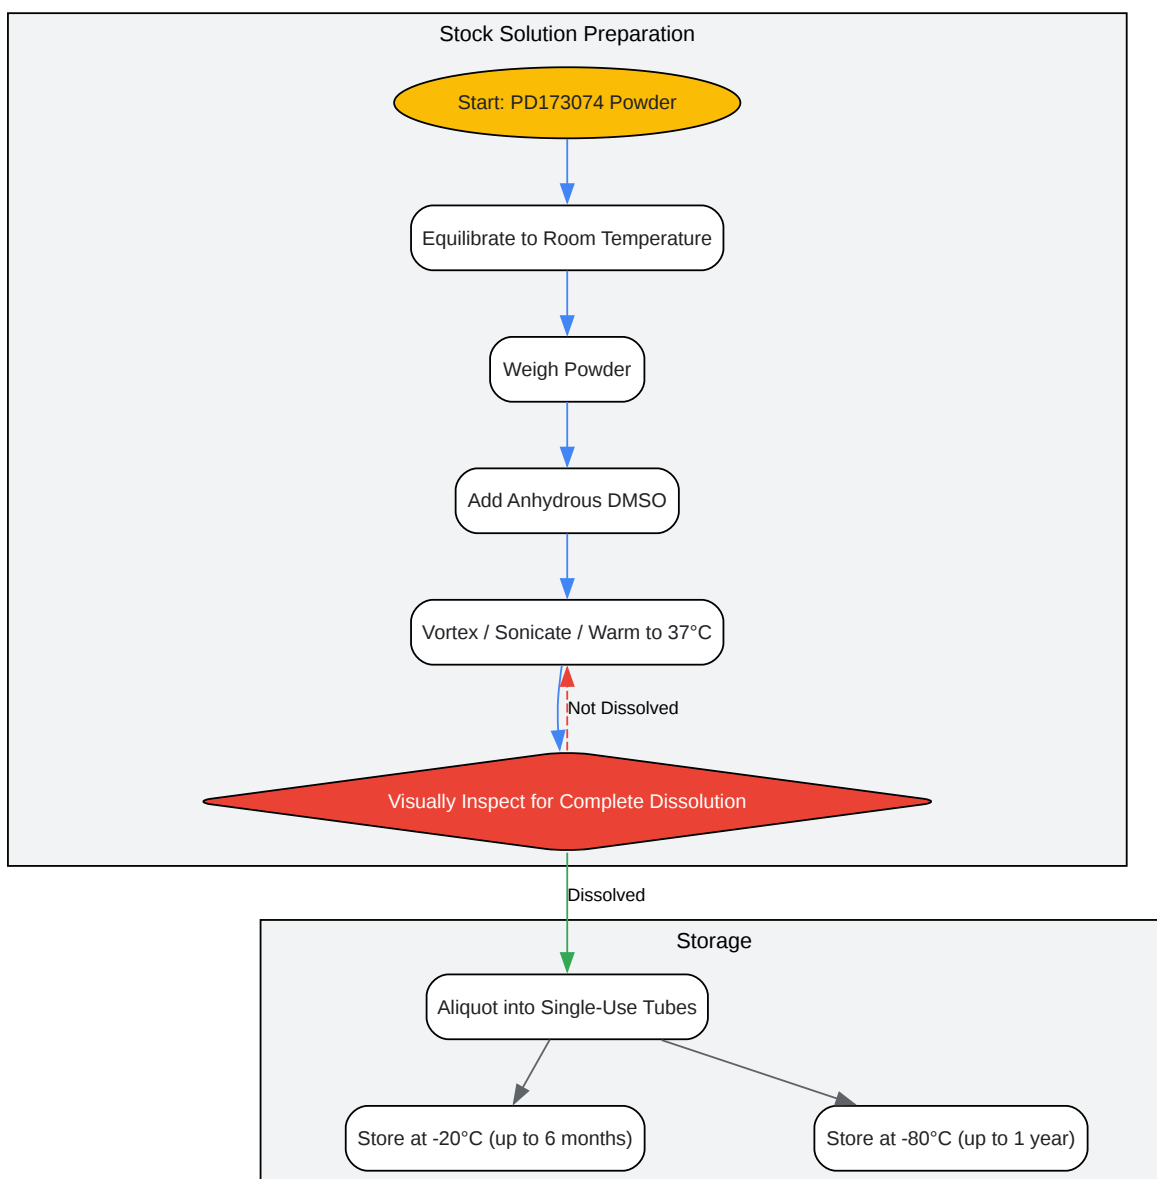 Stock Solution Preparation
Start: PD173074 Powder
Equilibrate to Room Temperature
Weigh Powder
Add Anhydrous DMSO
Vortex / Sonicate / Warm to 37°C
Not Dissolved
Visually Inspect for Complete Dissolution
Dissolved
Storage
Aliquot into Single-Use Tubes
Store at -20°C (up to 6 months)
Store at -80°C (up to 1 year)